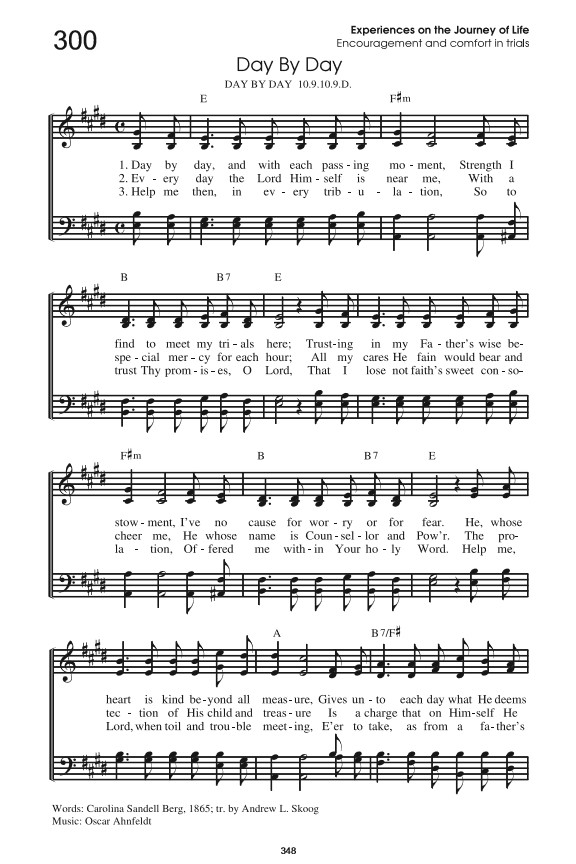 300
Experiences on the Journey of Life
Encouragement and comfort in trials
Day By Day
DAY BY DAY 10.9.10.9.D.
E F♯m
1. Day by day, and with each pass - ing mo - ment, Strength I
2. Ev - ery day the Lord Him - self is near me, With a
3. Help me then, in ev - ery trib - u - la - tion, So to
B B 7 E
find to meet my tri - als here; Trust - ing in my Fa - ther's wise be-
spe - cial mer - cy for each hour; All my cares He fain would bear and
trust Thy prom - is - es, O Lord, That I lose not faith's sweet con - so-
F♯m B B 7 E
stow - ment, I've no cause for wor - ry or for fear. He, whose
cheer me, He whose name is Coun - sel - lor and Pow'r. The pro-
la - tion, Of - fered me with - in Your ho - ly Word. Help me,
A B 7/F♯
heart is kind be - yond all meas - ure, Gives un - to each day what He deems
tec - tion of His child and treas - ure Is a charge that on Him - self He
Lord, when toil and trou - ble meet - ing, E'er to take, as from a fa - ther's
Words: Carolina Sandell Berg, 1865; tr. by Andrew L. Skoog
Music: Oscar Ahnfeldt
348